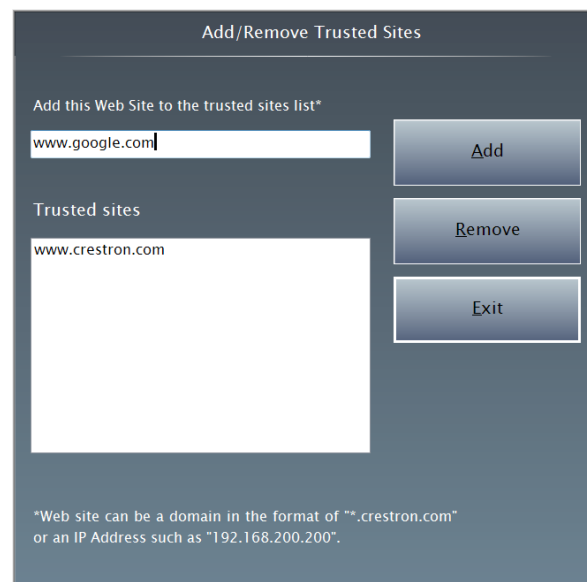 Add/Remove Trusted Sites
Add this Web Site to the trusted sites list*
www.google.com
Add
Trusted sites
Remove
www.crestron.com
Exit
*Web site can be a domain in the format of "*.crestron.com"
or an IP Address such as "192.168.200.200".